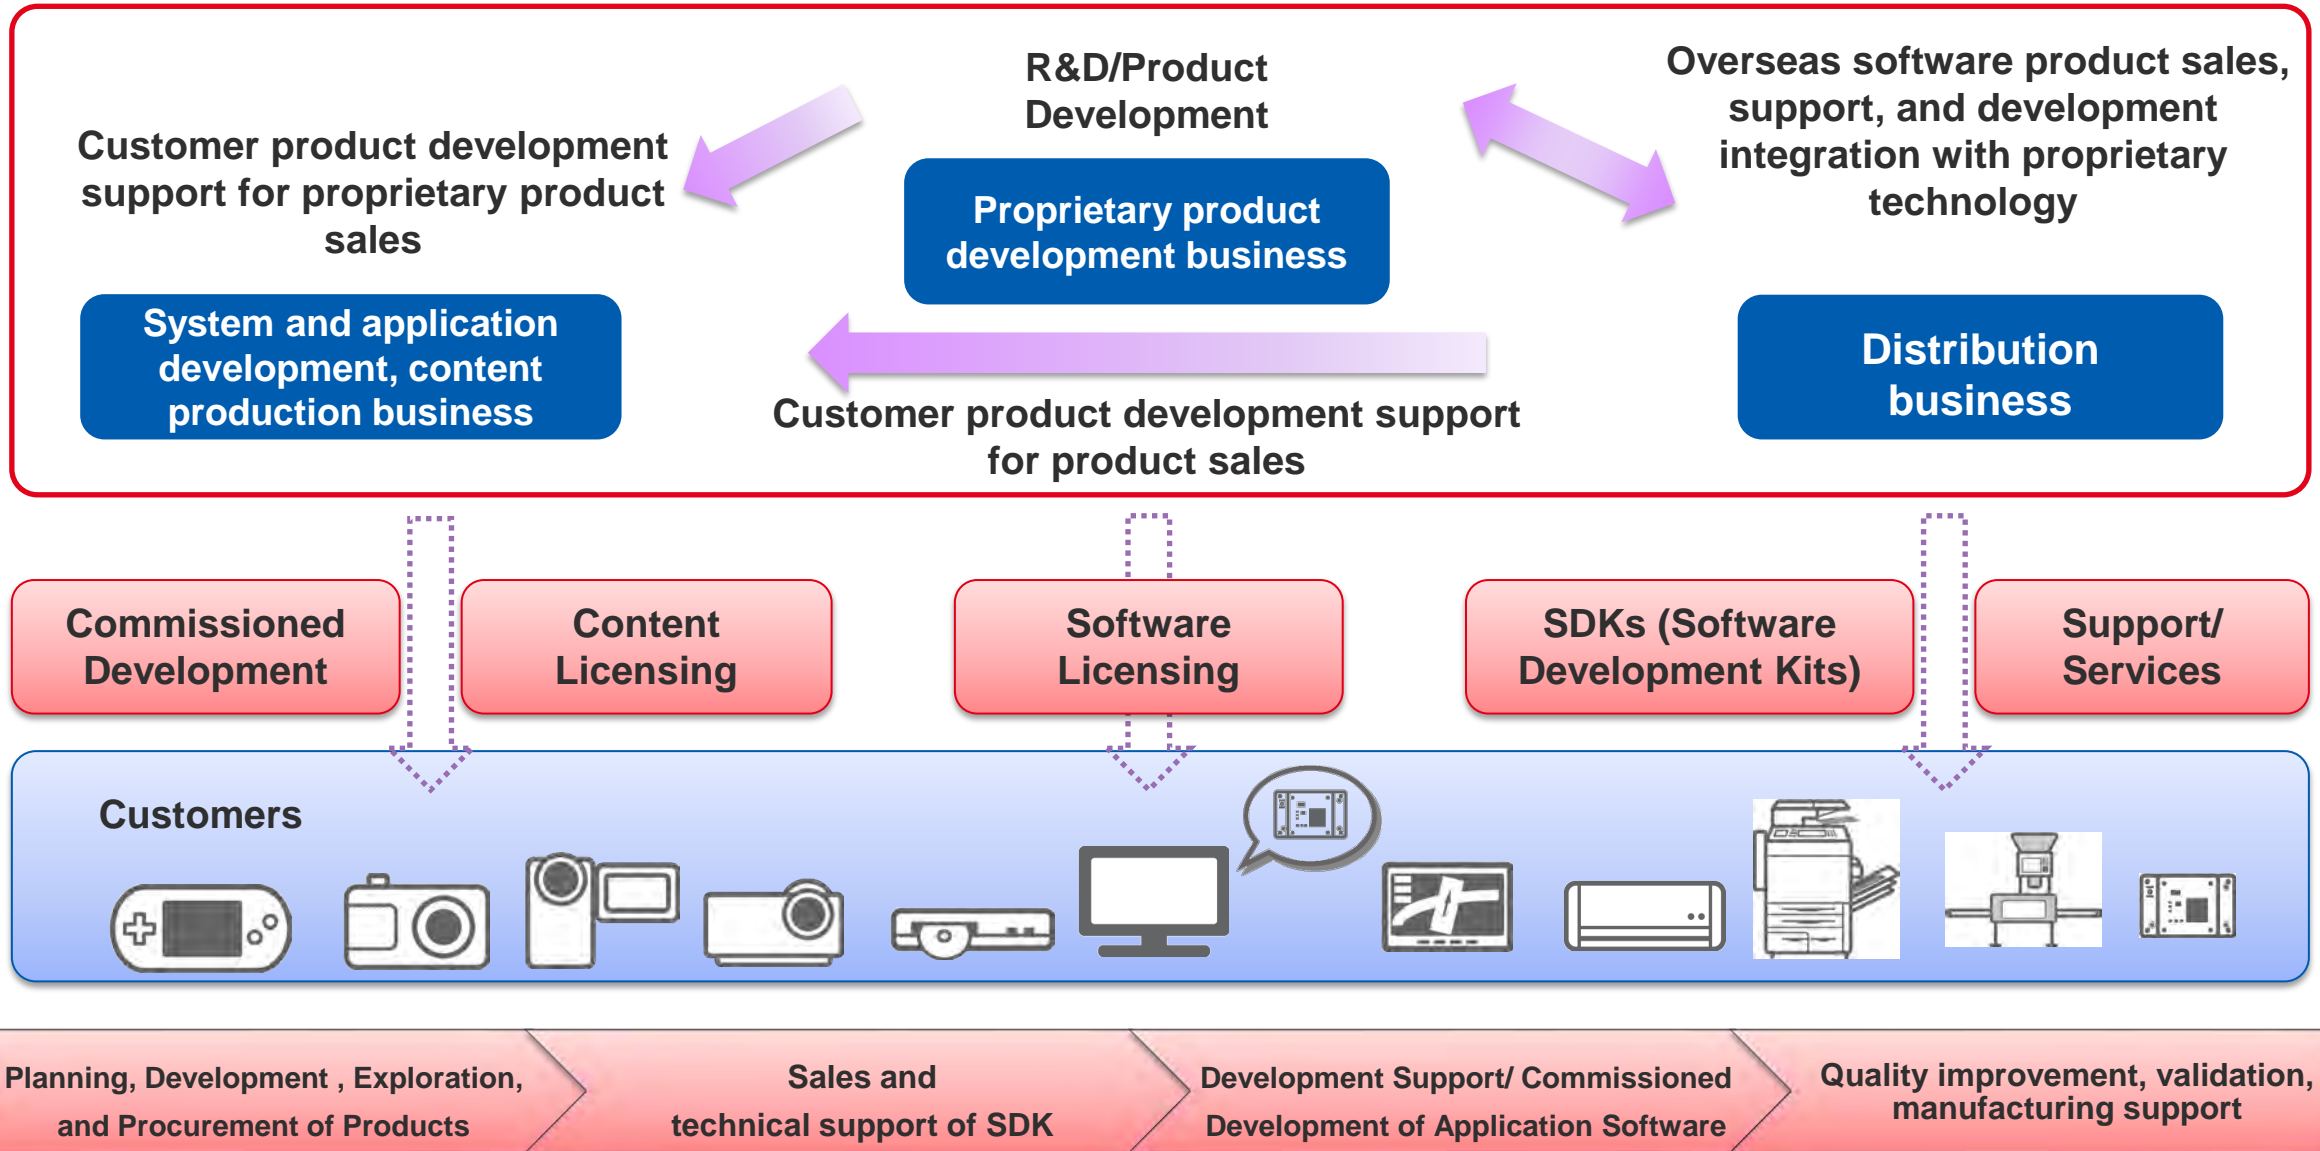 R&D/Product
Development
Overseas software product sales,
support, and development
integration with proprietary
technology
Customer product development
support for proprietary product
sales
Proprietary product
development business
System and application
development, content
production business
Distribution
business
Customer product development support
for product sales
Commissioned
Development
Content
Licensing
Software
Licensing
SDKs (Software
Development Kits)
Support/
Services
Customers
Planning, Development , Exploration,
and Procurement of Products
Sales and
technical support of SDK
Development Support/ Commissioned
Development of Application Software
Quality improvement, validation,
manufacturing support